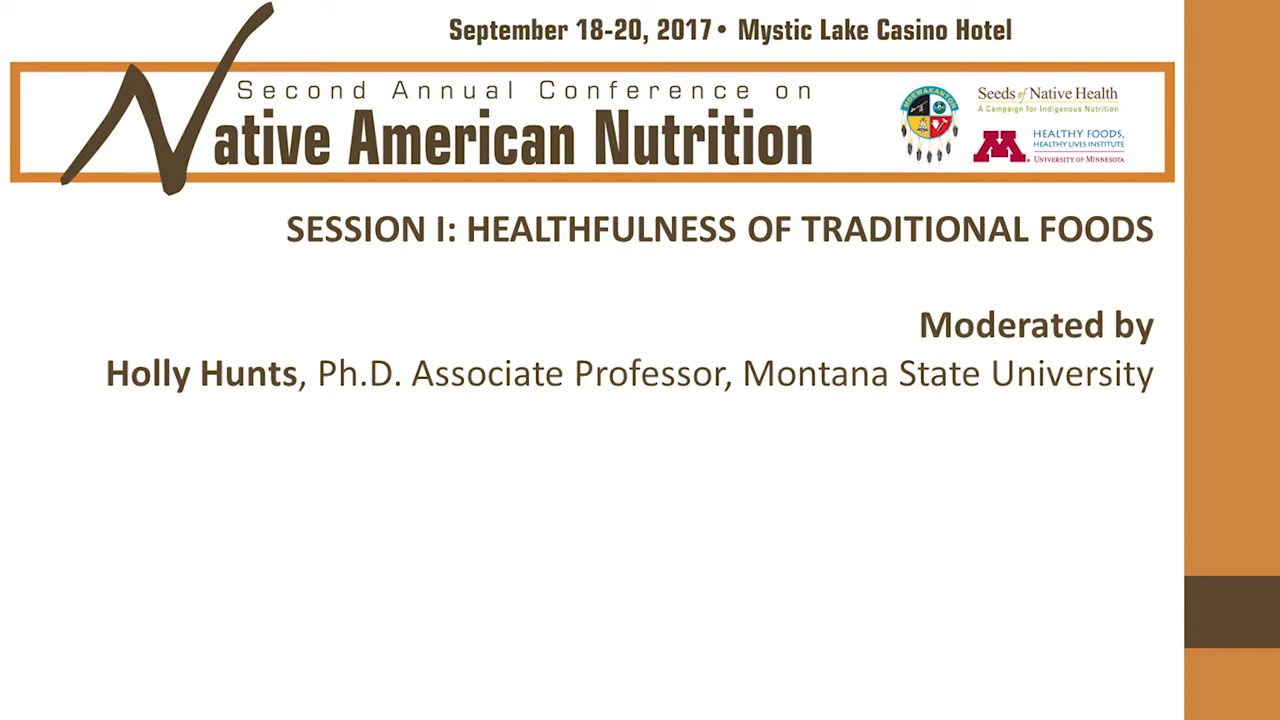 September 18-20, 2017• Mystic Lake Casino Hotel
Second Annual Conference on
Native American Nutrition
MDEWAKANTON
Seeds of Native Health
A Campaign for Indigenous Nutrition
M
HEALTHY FOODS,
HEALTHY LIVES INSTITUTE
UNIVERSITY OF MINNESOTA
SESSION I: HEALTHFULNESS OF TRADITIONAL FOODS
Moderated by
Holly Hunts, Ph.D. Associate Professor, Montana State University